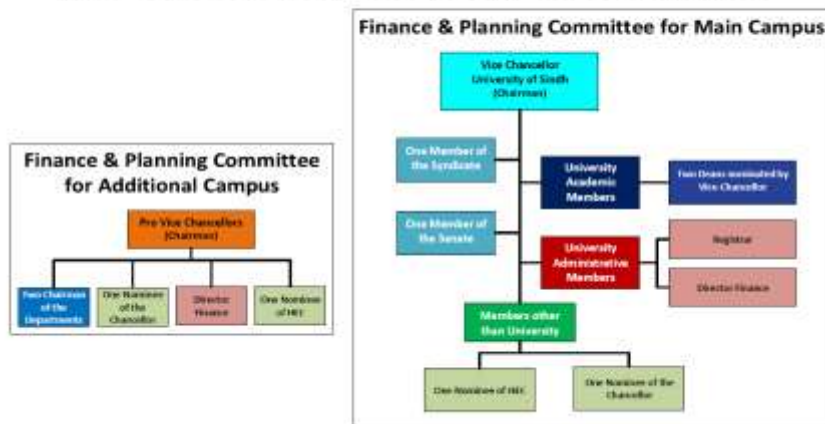 Finance & Planning Committee
for Additional Campus
Pro Vice Chancellors
(Chairman)
Two Chairman
of the
Departments
One Nominee
of the
Chancellor
Director
Finance
One Nominee
of HEC
Finance & Planning Committee for Main Campus
Vice Chancellor
University of Sindh
(Chairman)
One Member of
the Syndicate
University
Academic
Members
Two Deans nominated by
Vice Chancellor
One Member of
the Senate
University
Administrative
Members
Registrar
Director Finance
Members other
than University
One Nominee of HEC
One Nominee of the
Chancellor